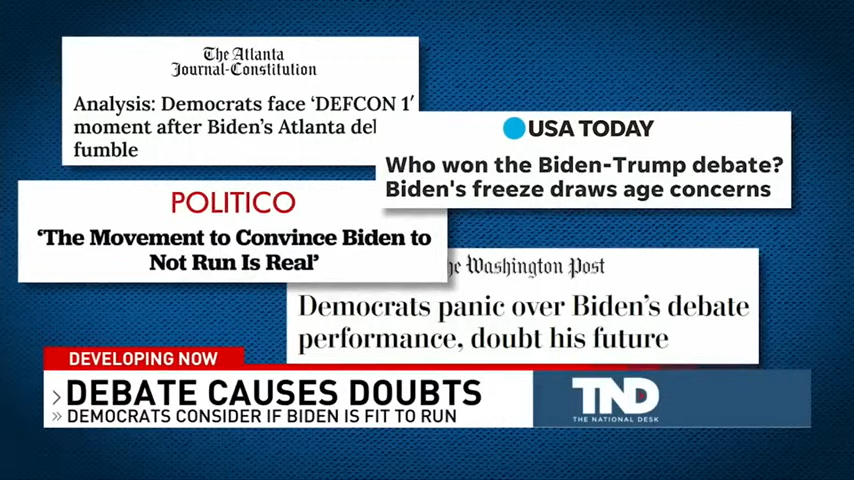 The Atlanta
Journal-Constitution
Analysis: Democrats face ‘DEFCON 1’
moment after Biden’s Atlanta
fumble
USA TODAY
Who won the Biden-Trump debate?
Biden's freeze draws age concerns
POLITICO
‘The Movement to Convince Biden to
Not Run Is Real’
Washington Post
Democrats panic over Biden’s debate
performance, doubt his future
DEVELOPING NOW
DEBATE CAUSES DOUBTS
DEMOCRATS CONSIDER IF BIDEN IS FIT TO RUN
TND
THE NATIONAL DESK